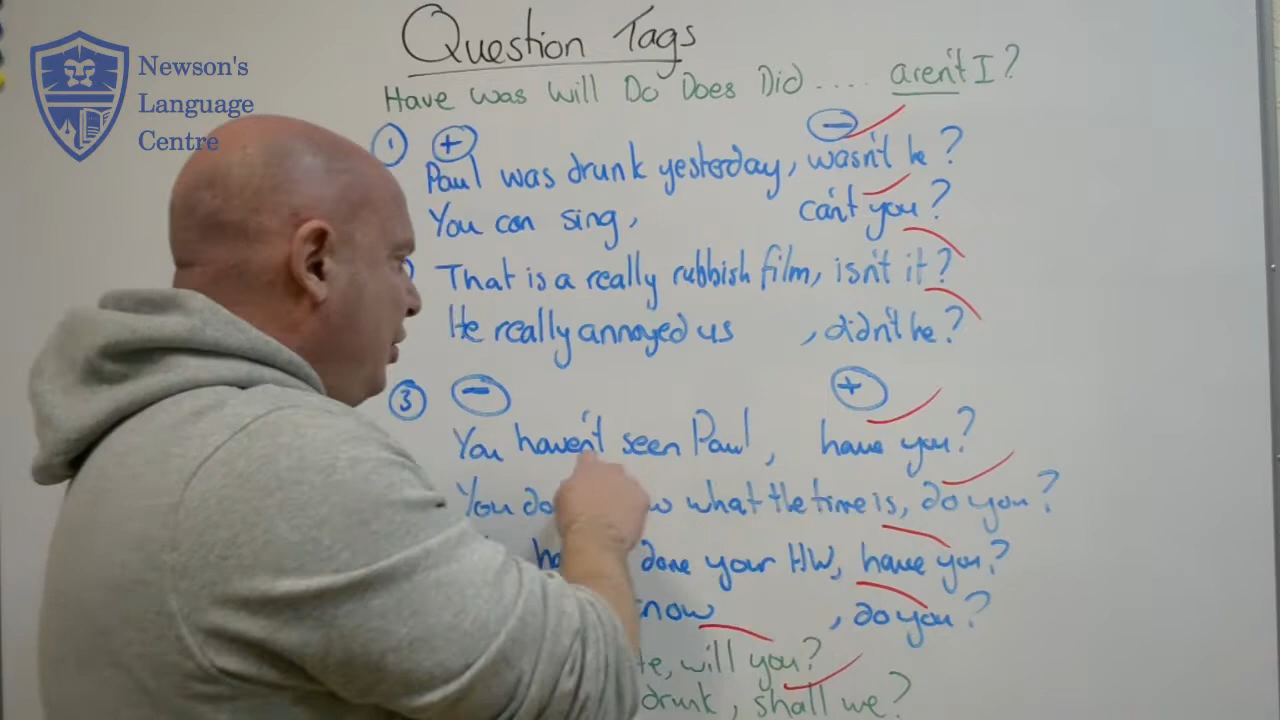 Newson's
Language
Centre
Question Tags
Have Was Will Do Does Did ..... aren't I?
1 + −
Paul was drunk yesterday, wasn't he?
You can sing, can't you?
That is a really rubbish film, isn't it?
He really annoyed us , didn't he?
3 − +
You haven't seen Paul, have you?
You what the time is, do you?
done your HW, have you?
, do you?
will you?
drunk, shall we?